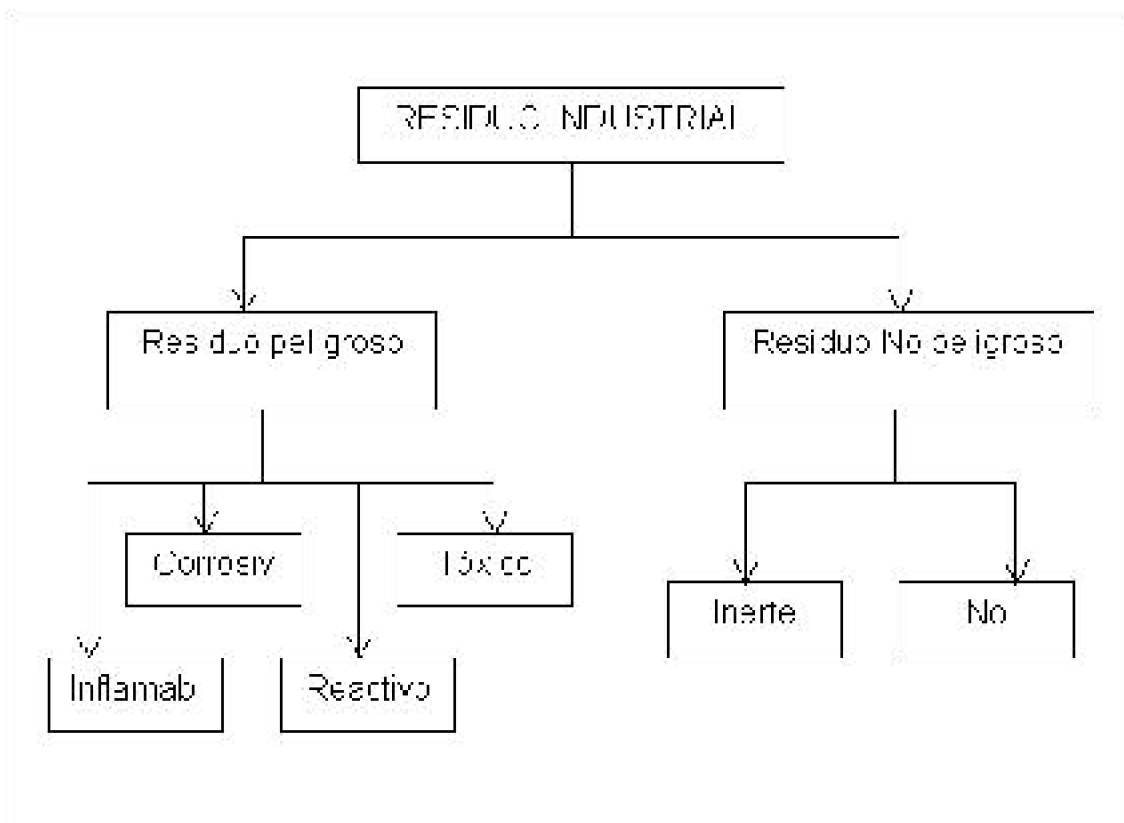 RESIDUO INDUSTRIAL
Residuo peligroso
Residuo No peligroso
Corrosiv
Tóxico
Inerte
No
Inflamab
Reactivo